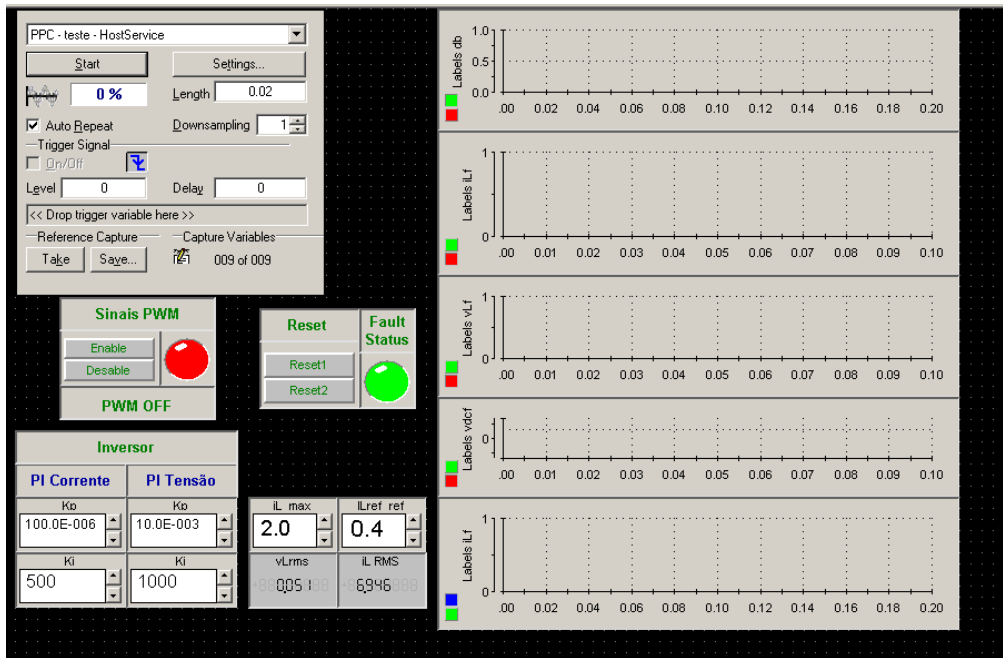 PPC - teste - HostService
Start Settings...
0 % Length 0.02
Auto Repeat Downsampling 1
Trigger Signal
On/Off
Level 0 Delay 0
<< Drop trigger variable here >>
Reference Capture Capture Variables
Take Save... 009 of 009
Sinais PWM
Enable
Desable
PWM OFF
Reset Fault Status
Reset1
Reset2
Inversor
PI Corrente PI Tensão
Kp Kp
100.0E-006 10.0E-003
Ki Ki
500 1000
iL max ILref ref
2.0 0.4
vLrms iL RMS
0,051 6,946
Labels db
1.0
0.5
0.0
.00 0.02 0.04 0.06 0.08 0.10 0.12 0.14 0.16 0.18 0.20
Labels iLf
1
0
.00 0.01 0.02 0.03 0.04 0.05 0.06 0.07 0.08 0.09 0.10
Labels vLf
1
0
.00 0.01 0.02 0.03 0.04 0.05 0.06 0.07 0.08 0.09 0.10
Labels vdcf
0
.00 0.01 0.02 0.03 0.04 0.05 0.06 0.07 0.08 0.09 0.10
Labels iLf
1
0
.00 0.02 0.04 0.06 0.08 0.10 0.12 0.14 0.16 0.18 0.20